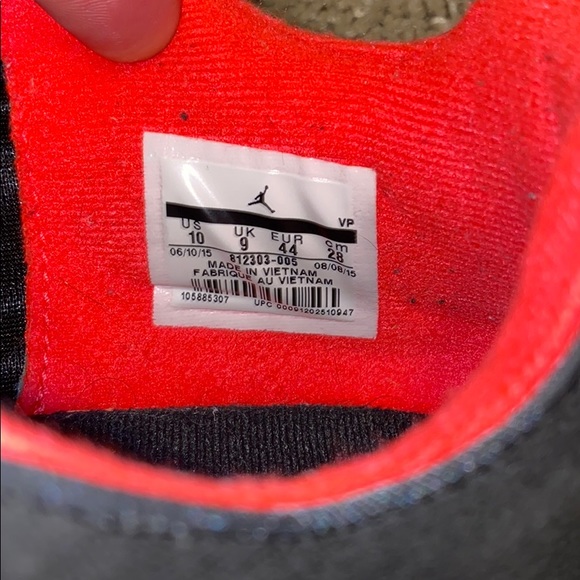 VP
US UK EUR cm
10 9 44 28
06/10/15 812303-005 08/08/15
MADE IN VIETNAM
FABRIQUE AU VIETNAM
105885307
UPC 00091202510947